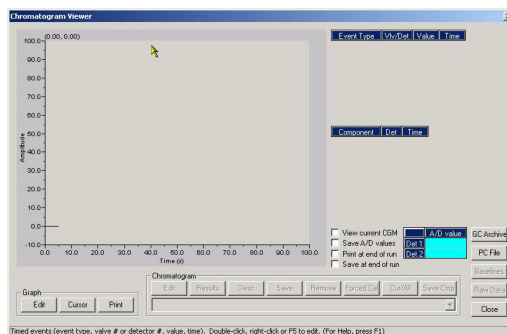 Chromatogram Viewer
(0.00, 0.00)
100.0
90.0
80.0
70.0
60.0
50.0
40.0
30.0
20.0
10.0
0.0
-10.0
Amplitude
0.0 10.0 20.0 30.0 40.0 50.0 60.0 70.0 80.0 90.0 100.0
Time (s)
Event Type Vlv/Det Value Time
Component Det Time
View current CGM
Save A/D values
Print at end of run
Save at end of run
A/D value
Det 1
Det 2
GC Archive
PC File
Baselines
Raw Data
Close
Graph
Edit Cursor Print
Chromatogram
Edit Results Desc Save Remove Forced Cal Cur/All Save Cmp
Timed events (event type, valve # or detector #, value, time). Double-click, right-click or F5 to edit. (For Help, press F1)